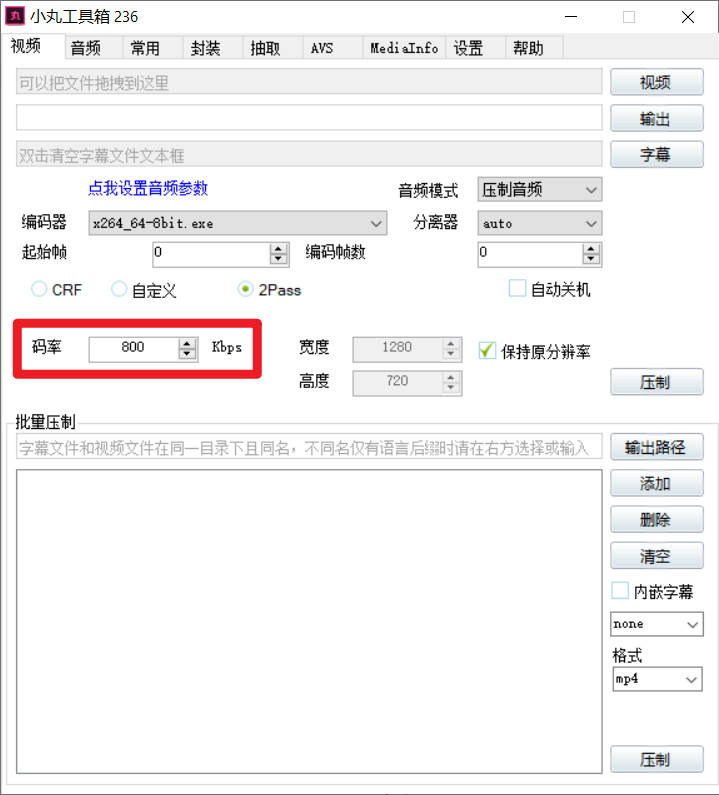 丸 小丸工具箱 236
视频 音频 常用 封装 抽取 AVS MediaInfo 设置 帮助
可以把文件拖拽到这里 视频
输出
双击清空字幕文件文本框 字幕
点我设置音频参数 音频模式 压制音频
编码器 x264_64-8bit.exe 分离器 auto
起始帧 0 编码帧数 0
CRF 自定义 2Pass 自动关机
码率 800 Kbps 宽度 1280 保持原分辨率
高度 720 压制
批量压制
字幕文件和视频文件在同一目录下且同名，不同名仅有语言后缀时请在右方选择或输入 输出路径
添加
删除
清空
内嵌字幕
none
格式
mp4
压制